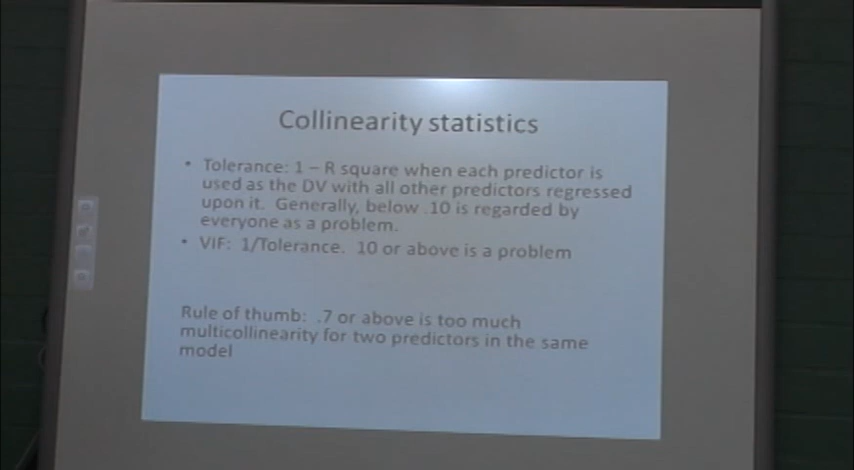 Collinearity statistics
• Tolerance: 1 – R square when each predictor is
used as the DV with all other predictors regressed
upon it. Generally, below .10 is regarded by
everyone as a problem.
• VIF: 1/Tolerance. 10 or above is a problem
Rule of thumb: .7 or above is too much
multicollinearity for two predictors in the same
model